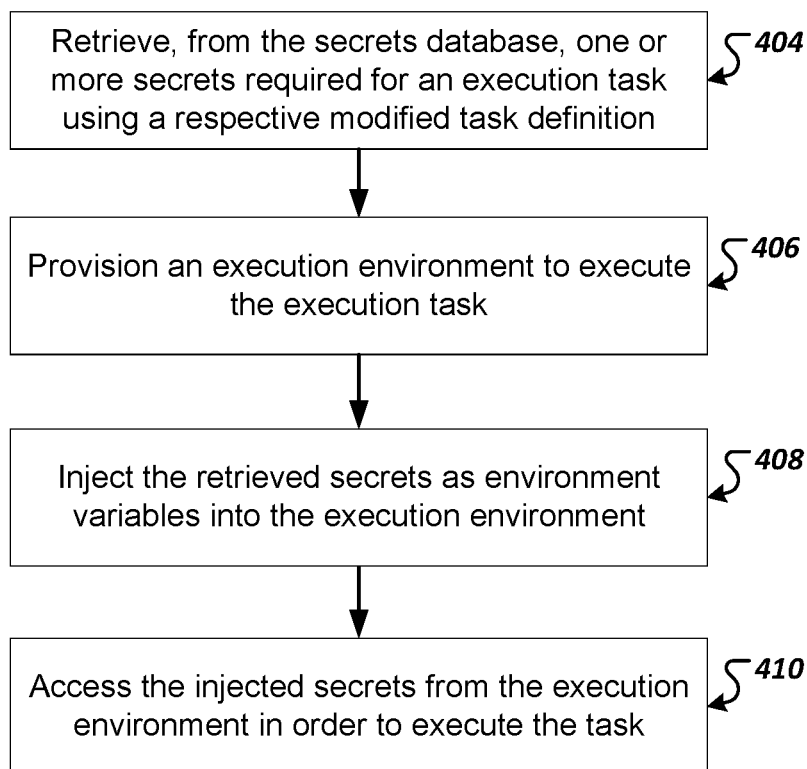 Retrieve, from the secrets database, one or
more secrets required for an execution task
using a respective modified task definition
404
Provision an execution environment to execute
the execution task
406
Inject the retrieved secrets as environment
variables into the execution environment
408
Access the injected secrets from the execution
environment in order to execute the task
410